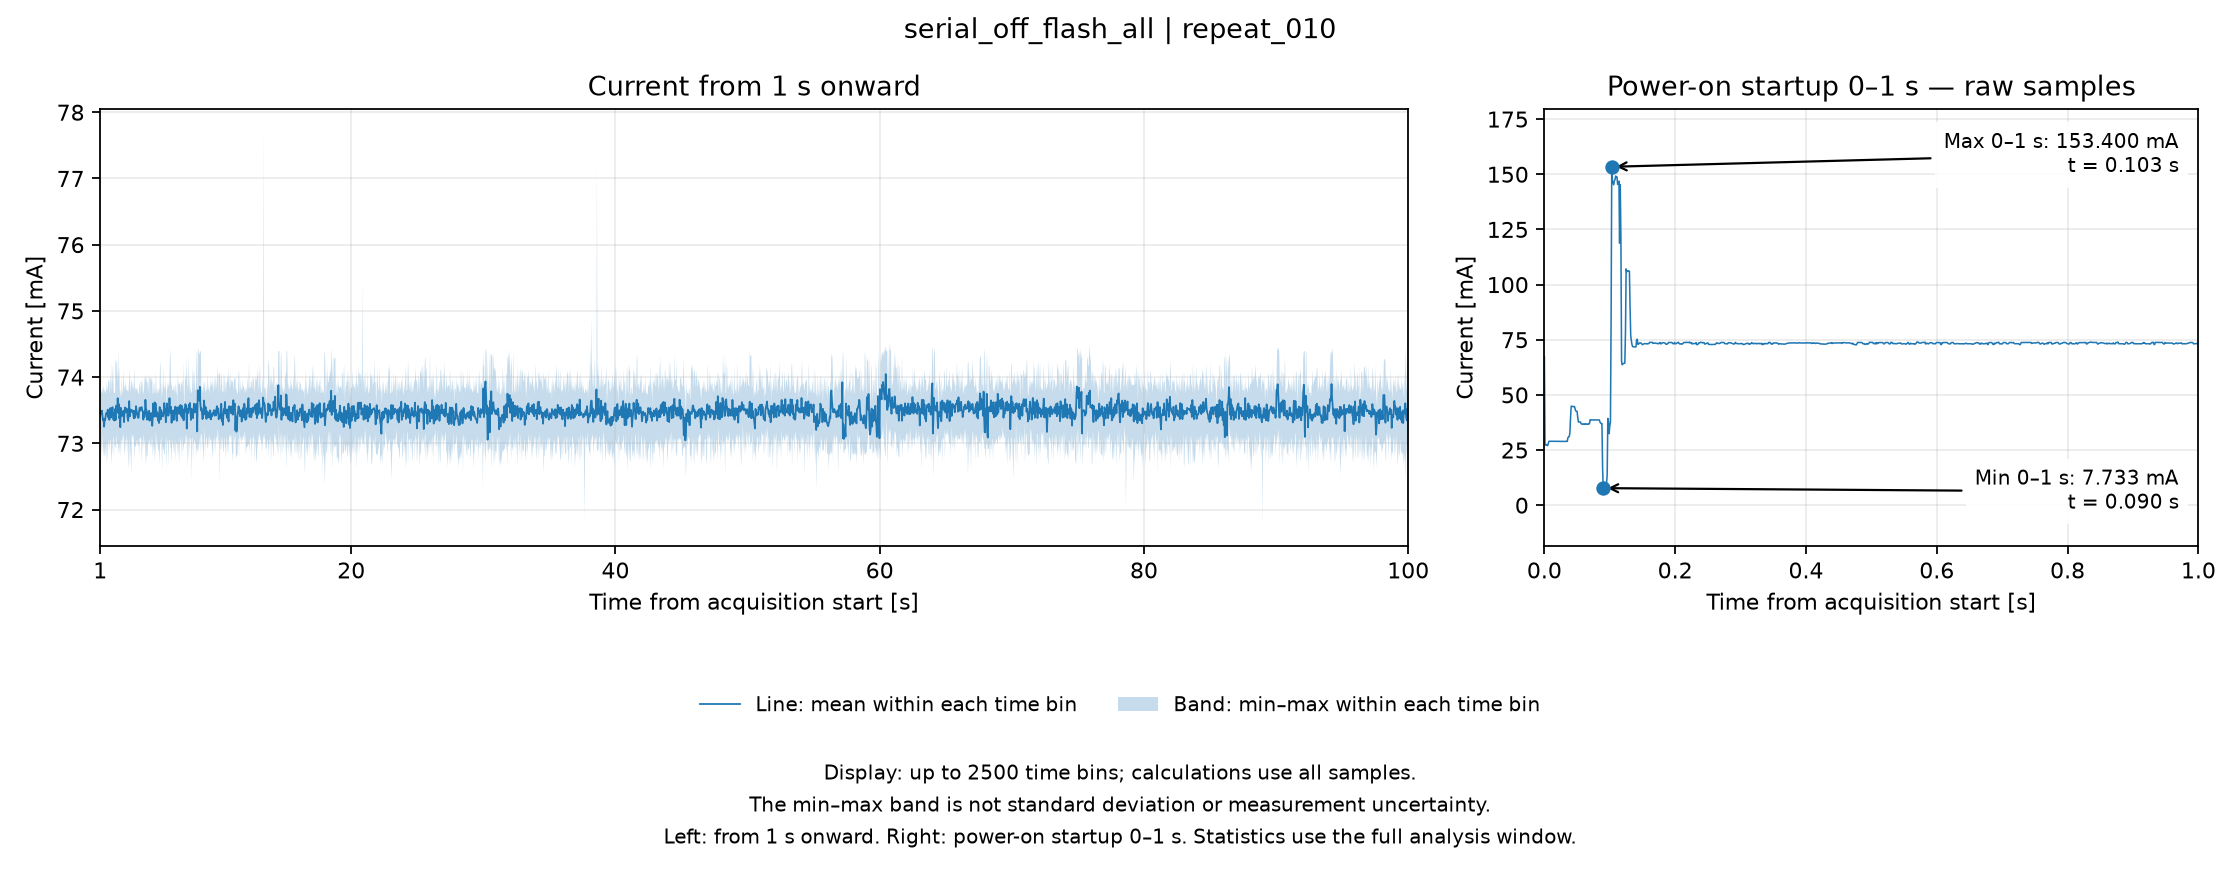 serial_off_flash_all | repeat_010
Current from 1 s onward
78
77
76
75
74
73
72
Current [mA]
1
20
40
60
80
100
Time from acquisition start [s]
Power-on startup 0–1 s — raw samples
175
150
125
100
75
50
25
0
Current [mA]
Max 0–1 s: 153.400 mA
t = 0.103 s
Min 0–1 s: 7.733 mA
t = 0.090 s
0.0
0.2
0.4
0.6
0.8
1.0
Time from acquisition start [s]
Line: mean within each time bin
Band: min–max within each time bin
Display: up to 2500 time bins; calculations use all samples.
The min–max band is not standard deviation or measurement uncertainty.
Left: from 1 s onward. Right: power-on startup 0–1 s. Statistics use the full analysis window.